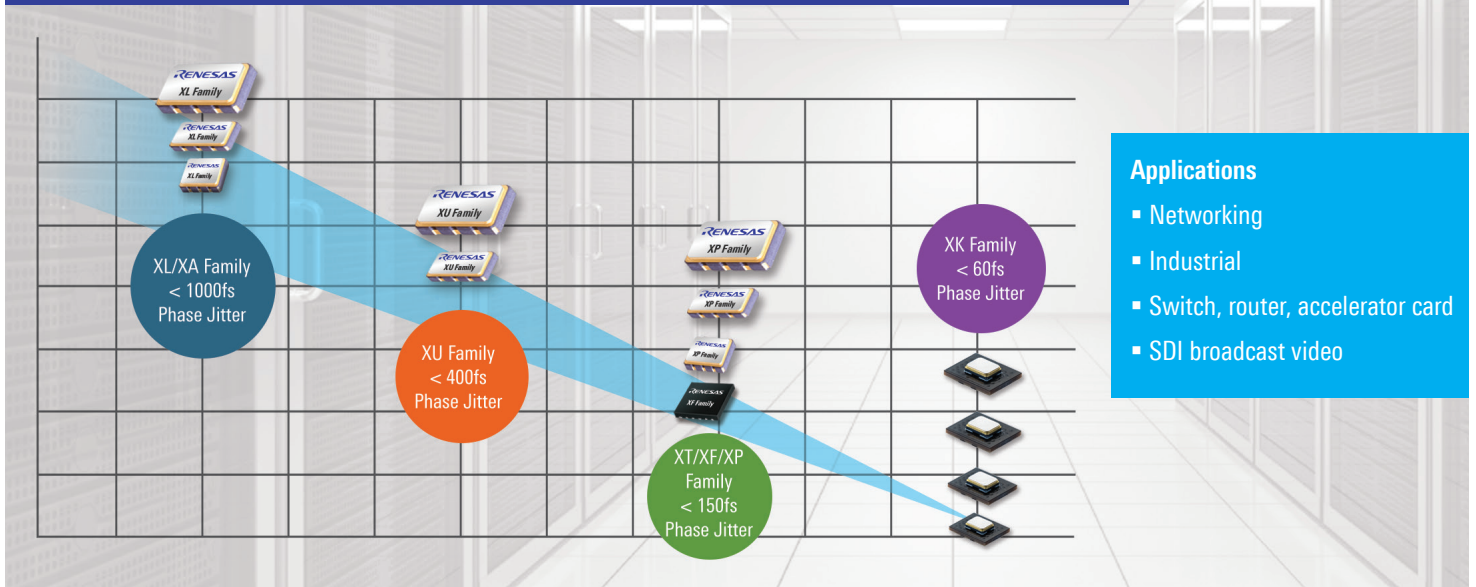 RENESAS
XL Family
RENESAS
XL Family
RENESAS
XL Family
XL/XA Family
< 1000fs
Phase Jitter
RENESAS
XU Family
RENESAS
XU Family
XU Family
< 400fs
Phase Jitter
RENESAS
XP Family
RENESAS
XP Family
RENESAS
XP Family
RENESAS
XF Family
XT/XF/XP
Family
< 150fs
Phase Jitter
XK Family
< 60fs
Phase Jitter
Applications
▪ Networking
▪ Industrial
▪ Switch, router, accelerator card
▪ SDI broadcast video